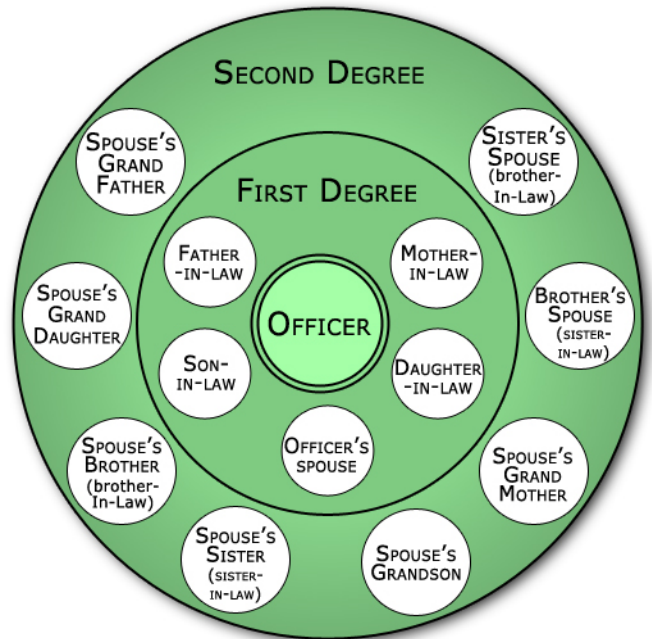 SECOND DEGREE
SPOUSE'S
GRAND
FATHER
SISTER'S
SPOUSE
(brother-
In-Law)
FIRST DEGREE
FATHER
-IN-LAW
MOTHER-
IN-LAW
SPOUSE'S
GRAND
DAUGHTER
OFFICER
BROTHER'S
SPOUSE
(SISTER-
IN-LAW)
SON-
IN-LAW
DAUGHTER
-IN-LAW
OFFICER'S
SPOUSE
SPOUSE'S
BROTHER
(brother-
In-Law)
SPOUSE'S
GRAND
MOTHER
SPOUSE'S
SISTER
(SISTER-
IN-LAW)
SPOUSE'S
GRANDSON